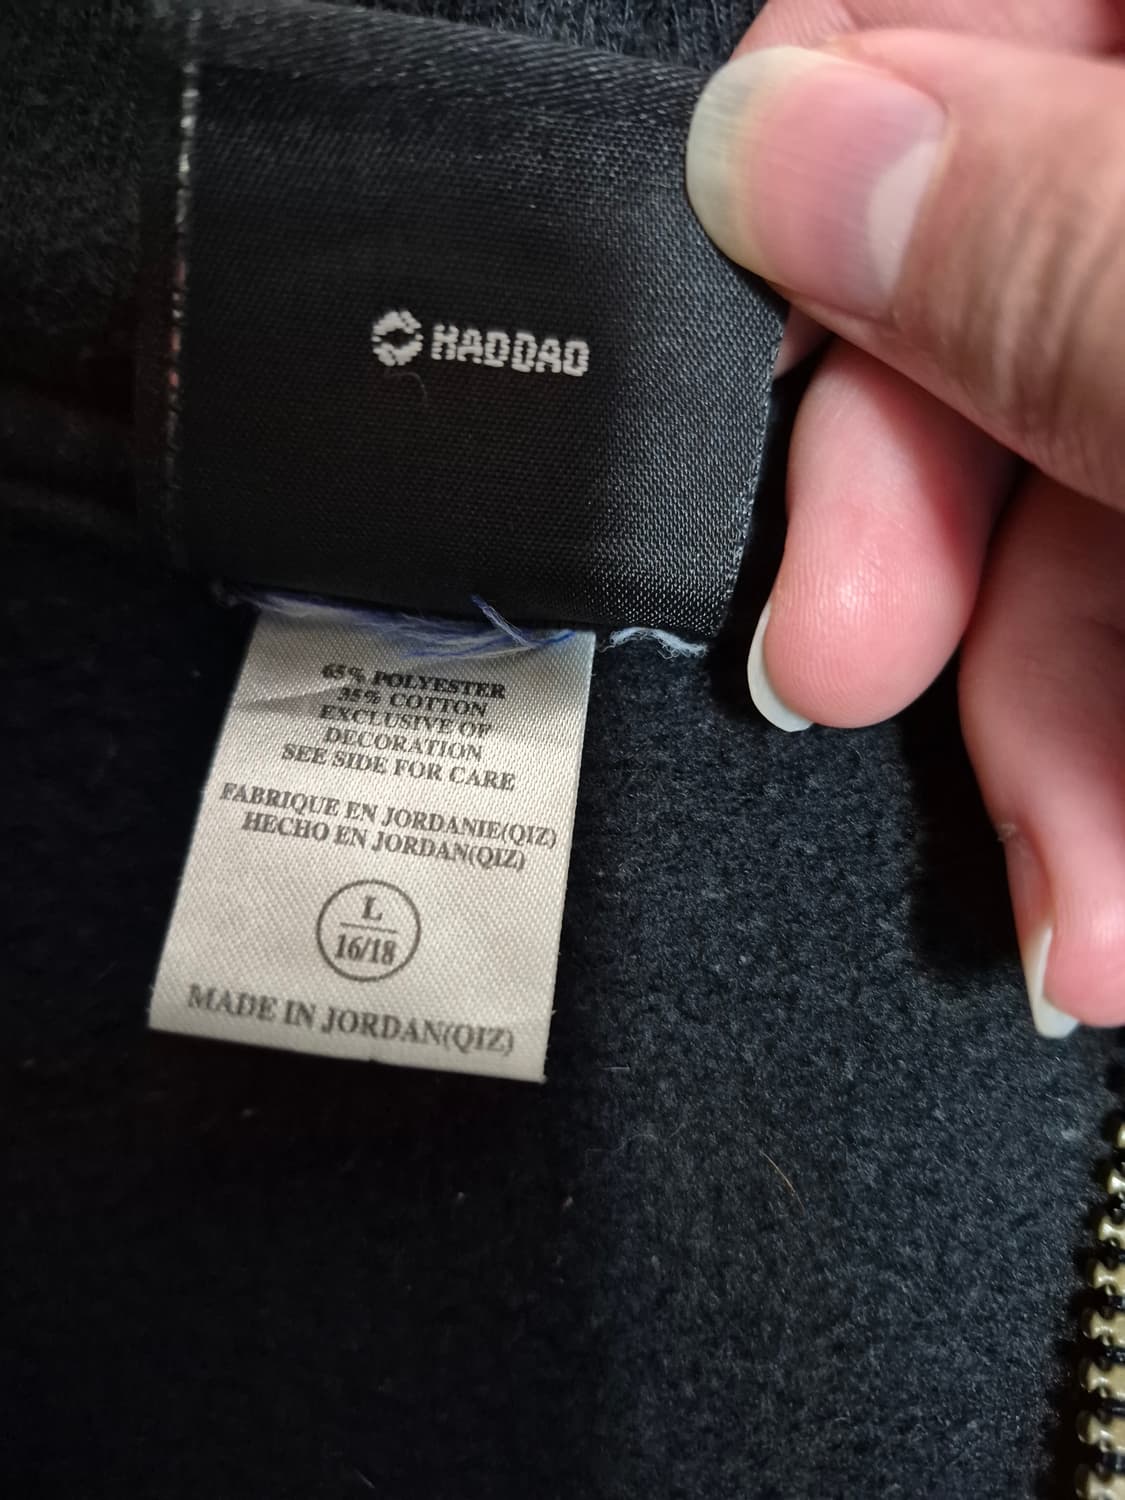 HADDAD
65% POLYESTER
35% COTTON
EXCLUSIVE OF
DECORATION
SEE SIDE FOR CARE
FABRIQUE EN JORDANIE(QIZ)
HECHO EN JORDAN(QIZ)
L
16/18
MADE IN JORDAN(QIZ)